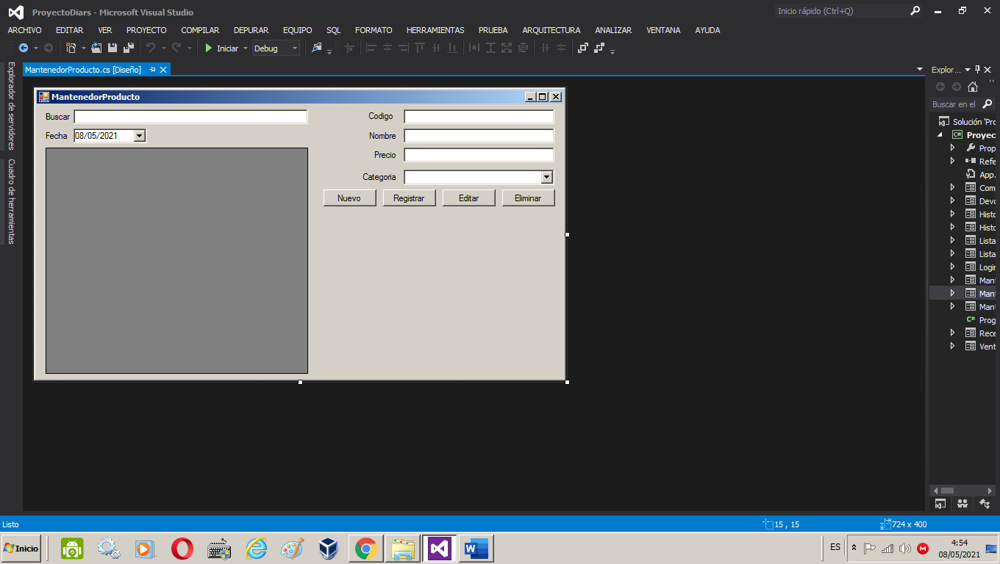 ProyectoDiars - Microsoft Visual Studio
Inicio rápido (Ctrl+Q)
ARCHIVO EDITAR VER PROYECTO COMPILAR DEPURAR EQUIPO SQL FORMATO HERRAMIENTAS PRUEBA ARQUITECTURA ANALIZAR VENTANA AYUDA
Iniciar Debug
Explorador de servidores
Cuadro de herramientas
MantenedorProducto.cs [Diseño]
MantenedorProducto
Buscar
Fecha 08/05/2021
Codigo
Nombre
Precio
Categoria
Nuevo Registrar Editar Eliminar
Explor...
Buscar en el
Solución 'Pro
C# Proyec
Prop
Refe
App.
Com
Devo
Histo
Histo
Lista
Lista
Login
Mant
Mant
Mant
C# Prog
Rece
Vent
Listo
15 , 15
724 x 400
Inicio
ES
4:54
08/05/2021